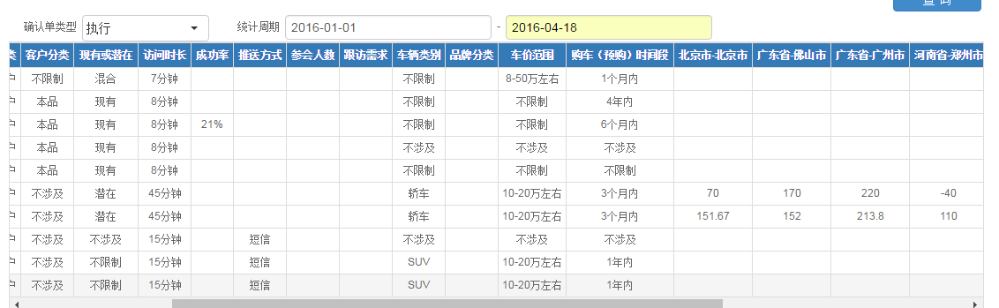 查 询
确认单类型 执行 统计周期 2016-01-01 - 2016-04-18
类 客户分类 现有或潜在 访问时长 成功率 推送方式 参会人数 跟访需求 车辆类别 品牌分类 车价范围 购车（预购）时间段 北京市-北京市 广东省-佛山市 广东省-广州市 河南省-郑州市
户 不限制 混合 7分钟 不限制 8-50万左右 1个月内
户 本品 现有 8分钟 不限制 不限制 4年内
户 本品 现有 8分钟 21% 不限制 不限制 6个月内
户 本品 现有 8分钟 不涉及 不涉及 不涉及
户 本品 现有 8分钟 不限制 不限制 不限制
户 不涉及 潜在 45分钟 轿车 10-20万左右 3个月内 70 170 220 -40
户 不涉及 潜在 45分钟 轿车 10-20万左右 3个月内 151.67 152 213.8 110
户 不涉及 不涉及 15分钟 短信 不涉及 不涉及 不涉及
户 不涉及 不限制 15分钟 短信 SUV 10-20万左右 1年内
户 不涉及 不限制 15分钟 短信 SUV 10-20万左右 1年内